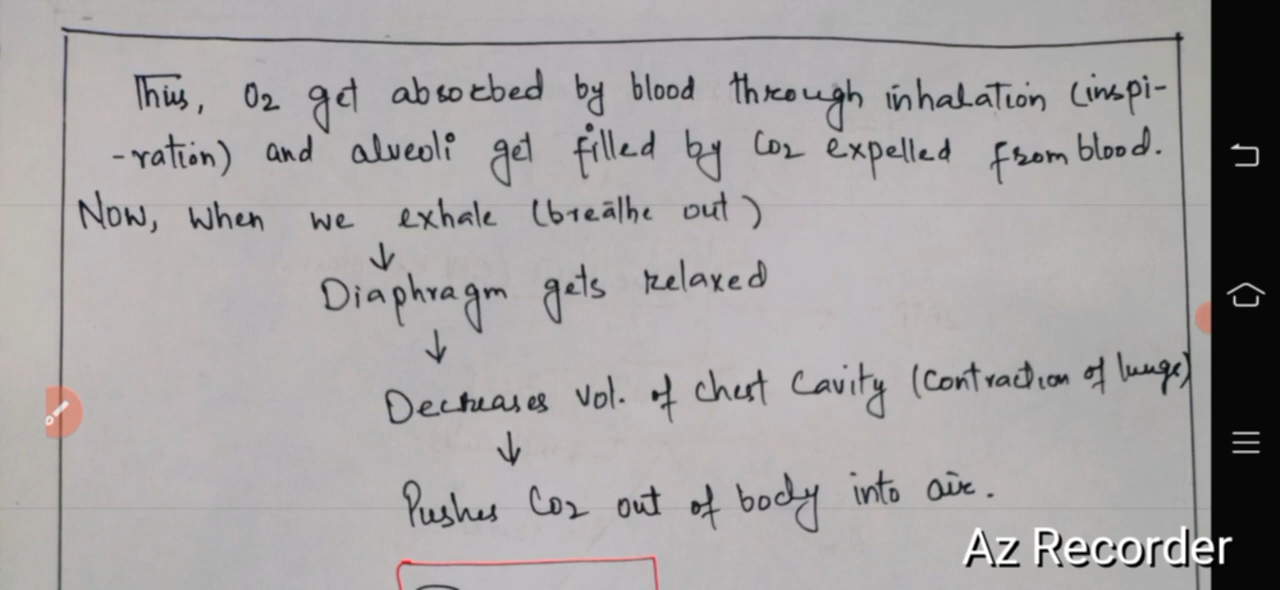 Thus, O2 get absorbed by blood through inhalation (inspi-
-ration) and alveoli get filled by CO2 expelled from blood.
Now, when we exhale (breathe out)
↓
Diaphragm gets relaxed
↓
Decreases vol. of chest cavity (contraction of lungs)
↓
Pushes CO2 out of body into air.
Az Recorder